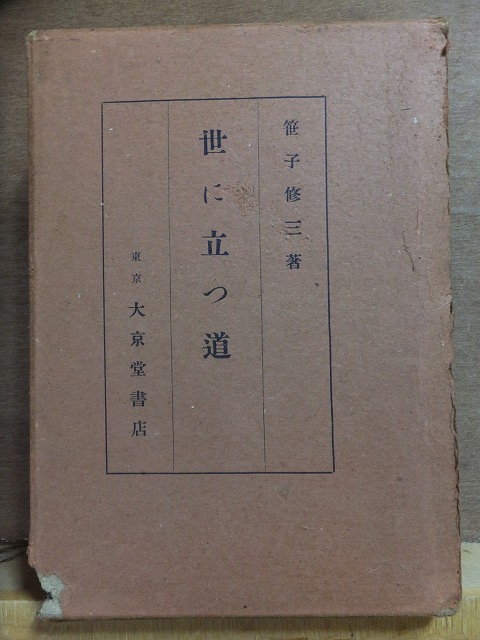 笹子修三著
世に立つ道
東京 大京堂書店